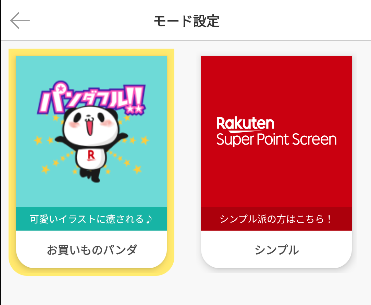 モード設定
パンダフル!!
R
可愛いイラストに癒される♪
お買いものパンダ
Rakuten
Super Point Screen
シンプル派の方はこちら！
シンプル